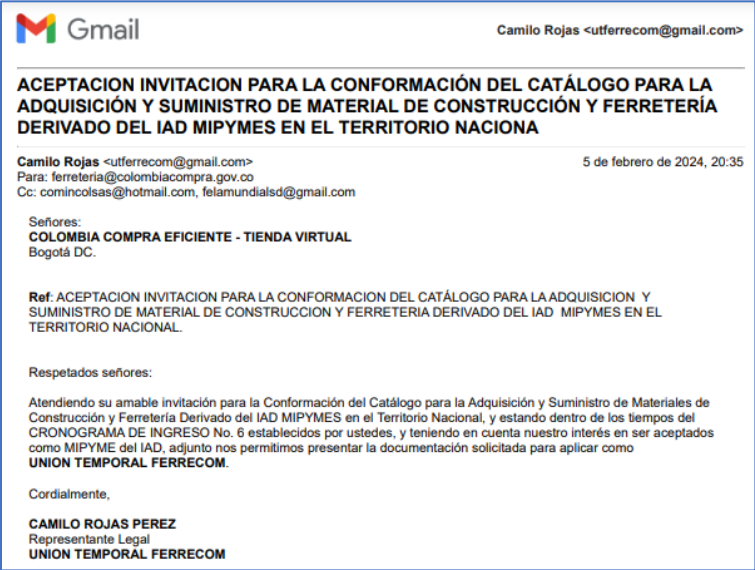 Gmail
Camilo Rojas <utferrecom@gmail.com>
ACEPTACION INVITACION PARA LA CONFORMACIÓN DEL CATÁLOGO PARA LA
ADQUISICIÓN Y SUMINISTRO DE MATERIAL DE CONSTRUCCIÓN Y FERRETERÍA
DERIVADO DEL IAD MIPYMES EN EL TERRITORIO NACIONA
Camilo Rojas <utferrecom@gmail.com>
5 de febrero de 2024, 20:35
Para: ferreteria@colombiacompra.gov.co
Cc: comincolsas@hotmail.com, felamundialsd@gmail.com
Señores:
COLOMBIA COMPRA EFICIENTE - TIENDA VIRTUAL
Bogotá DC.
Ref: ACEPTACION INVITACION PARA LA CONFORMACION DEL CATÁLOGO PARA LA ADQUISICION Y
SUMINISTRO DE MATERIAL DE CONSTRUCCION Y FERRETERIA DERIVADO DEL IAD MIPYMES EN EL
TERRITORIO NACIONAL.
Respetados señores:
Atendiendo su amable invitación para la Conformación del Catálogo para la Adquisición y Suministro de Materiales de
Construcción y Ferretería Derivado del IAD MIPYMES en el Territorio Nacional, y estando dentro de los tiempos del
CRONOGRAMA DE INGRESO No. 6 establecidos por ustedes, y teniendo en cuenta nuestro interés en ser aceptados
como MIPYME del IAD, adjunto nos permitimos presentar la documentación solicitada para aplicar como
UNION TEMPORAL FERRECOM.
Cordialmente,
CAMILO ROJAS PEREZ
Representante Legal
UNION TEMPORAL FERRECOM